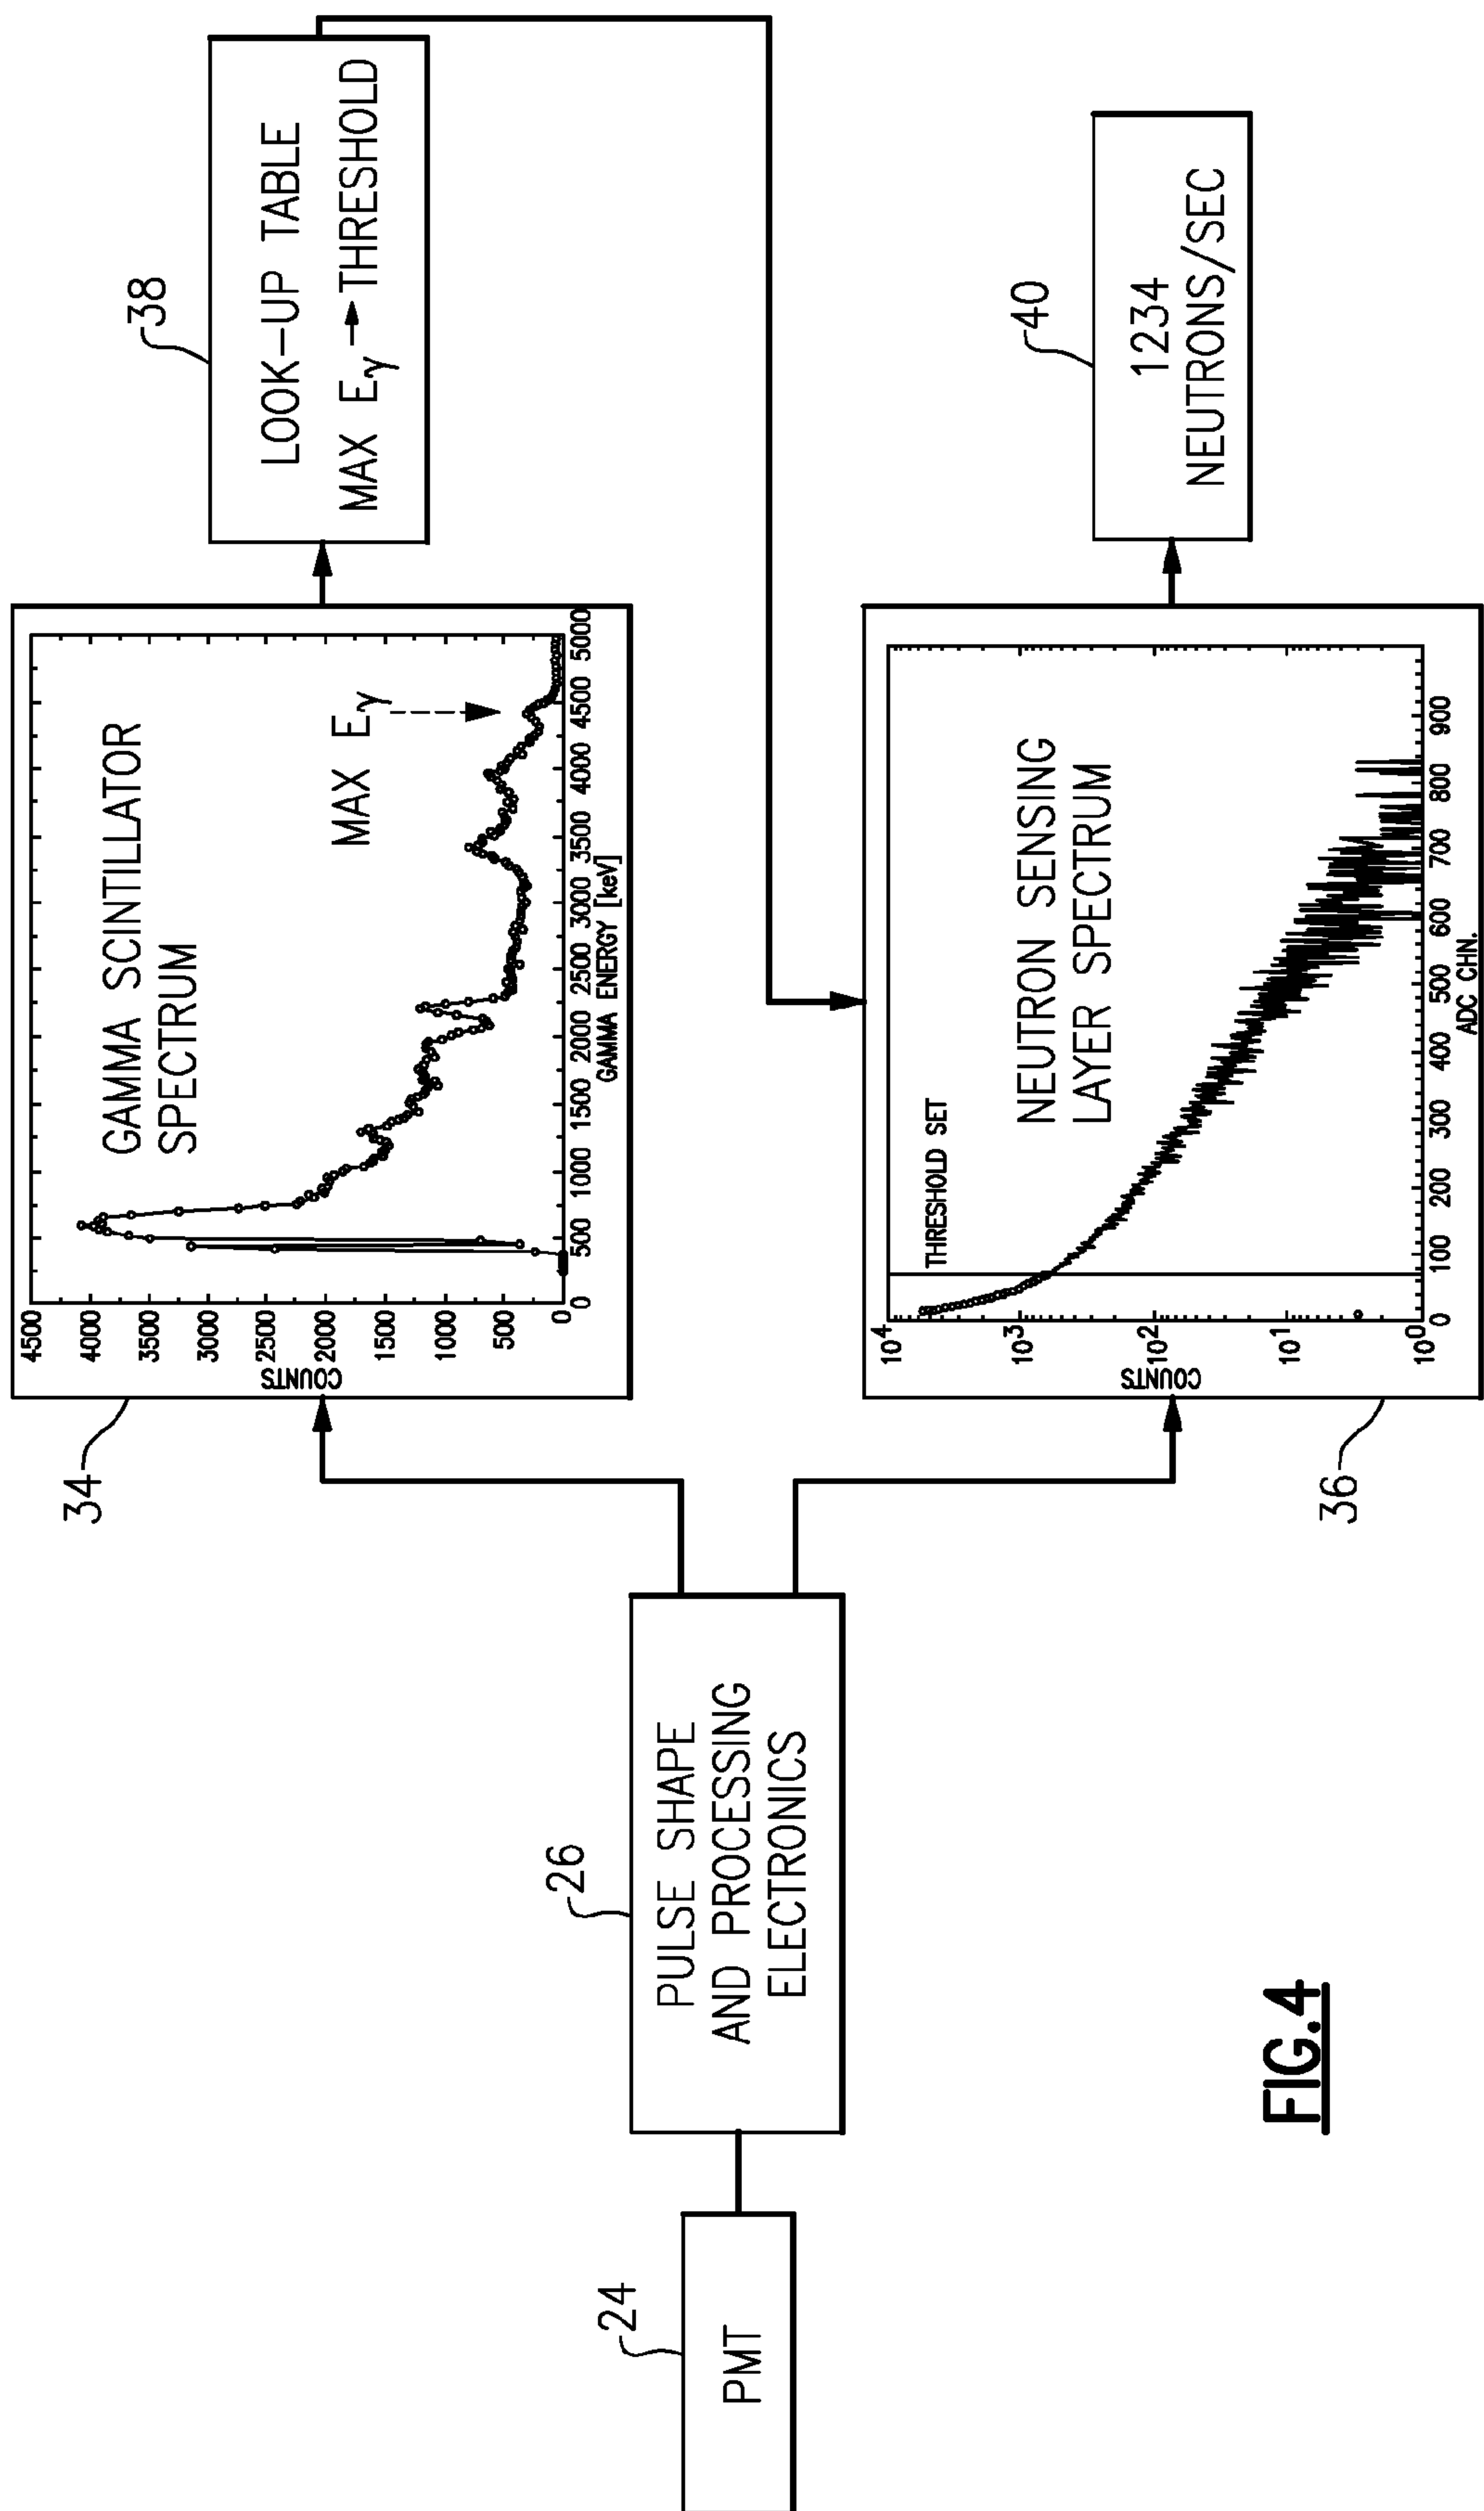 24
PMT
26
PULSE SHAPE
AND PROCESSING
ELECTRONICS
34
GAMMA SCINTILLATOR
SPECTRUM
MAX Eγ
COUNTS
4500
4000
3500
3000
2500
2000
1500
1000
500
0
0 500 1000 1500 2000 2500 3000 3500 4000 4500 5000
GAMMA ENERGY [keV]
38
LOOK-UP TABLE
MAX Eγ → THRESHOLD
36
THRESHOLD SET
NEUTRON SENSING
LAYER SPECTRUM
COUNTS
10⁴
10³
10²
10¹
10⁰
0 100 200 300 400 500 600 700 800 900
ADC CHN.
40
1234
NEUTRONS/SEC
FIG.4